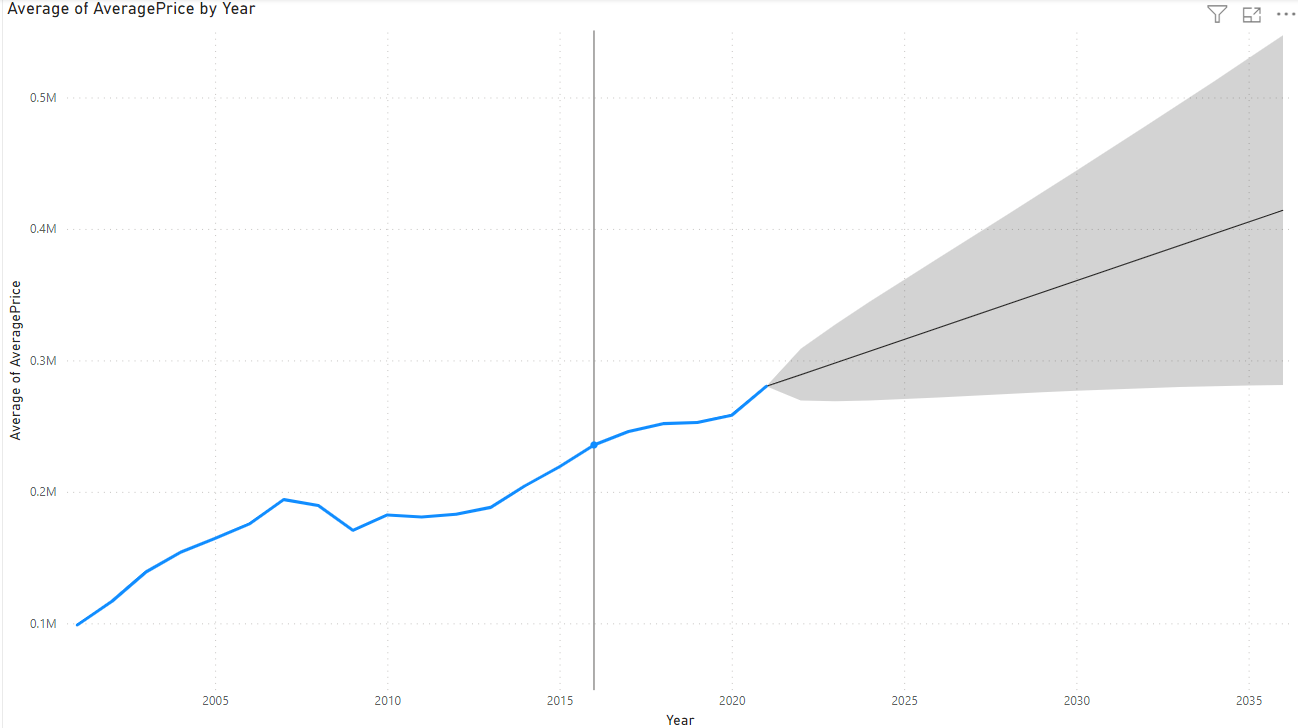 Average of AveragePrice by Year
Average of AveragePrice
0.5M
0.4M
0.3M
0.2M
0.1M
2005 2010 2015 2020 2025 2030 2035
Year